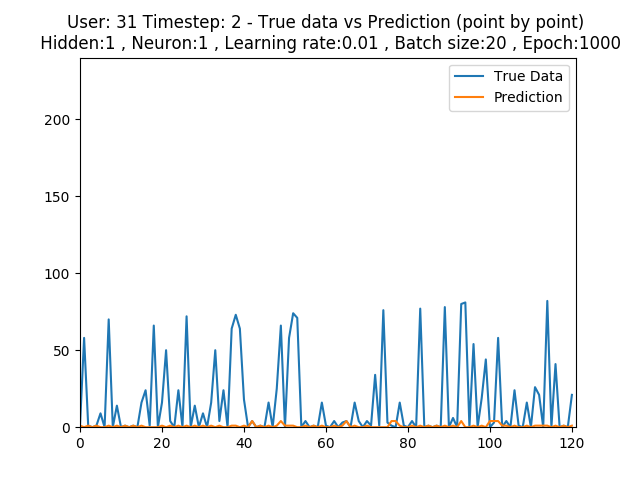 User: 31 Timestep: 2 - True data vs Prediction (point by point)
Hidden:1 , Neuron:1 , Learning rate:0.01 , Batch size:20 , Epoch:1000
True Data
Prediction
200
150
100
50
0
0 20 40 60 80 100 120